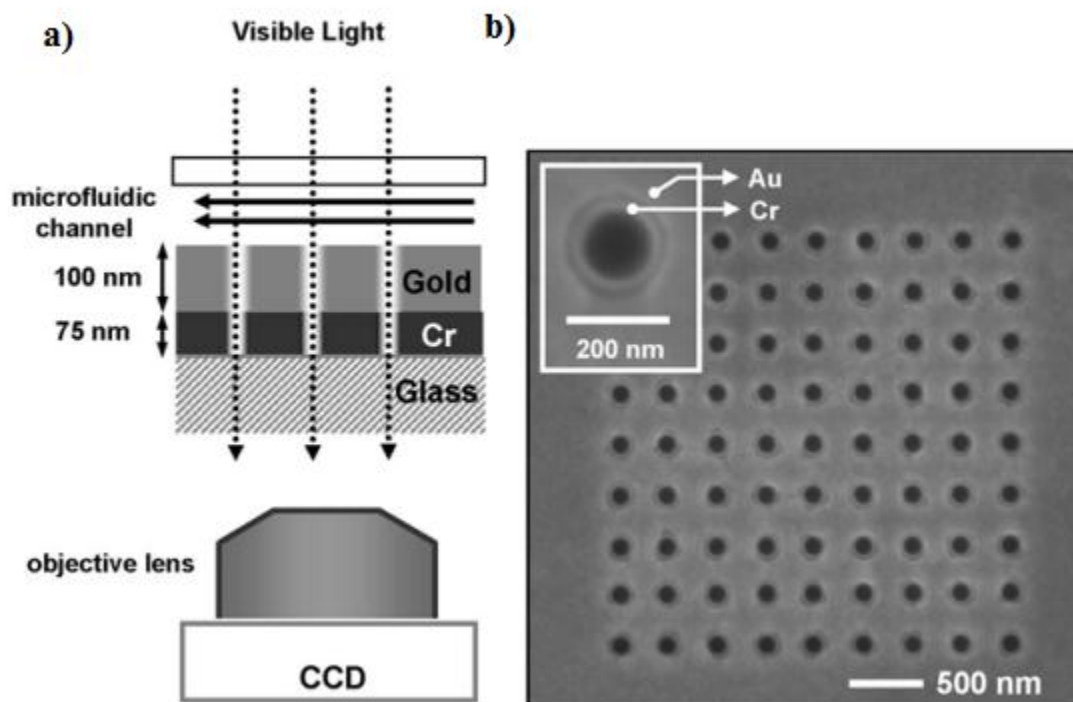 a)
Visible Light
microfluidic
channel
100 nm
Gold
75 nm
Cr
Glass
objective lens
CCD
b)
Au
Cr
200 nm
500 nm